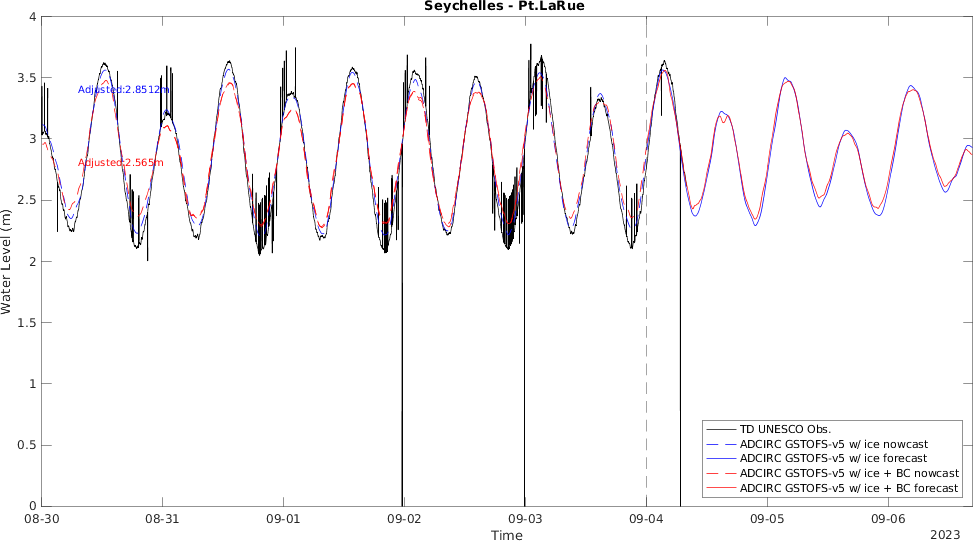 Seychelles - Pt.LaRue
4
3.5
3
2.5
2
1.5
1
0.5
0
Water Level (m)
Adjusted:2.8512m
Adjusted:2.565m
TD UNESCO Obs.
ADCIRC GSTOFS-v5 w/ ice nowcast
ADCIRC GSTOFS-v5 w/ ice forecast
ADCIRC GSTOFS-v5 w/ ice + BC nowcast
ADCIRC GSTOFS-v5 w/ ice + BC forecast
08-30 08-31 09-01 09-02 09-03 09-04 09-05 09-06
Time
2023